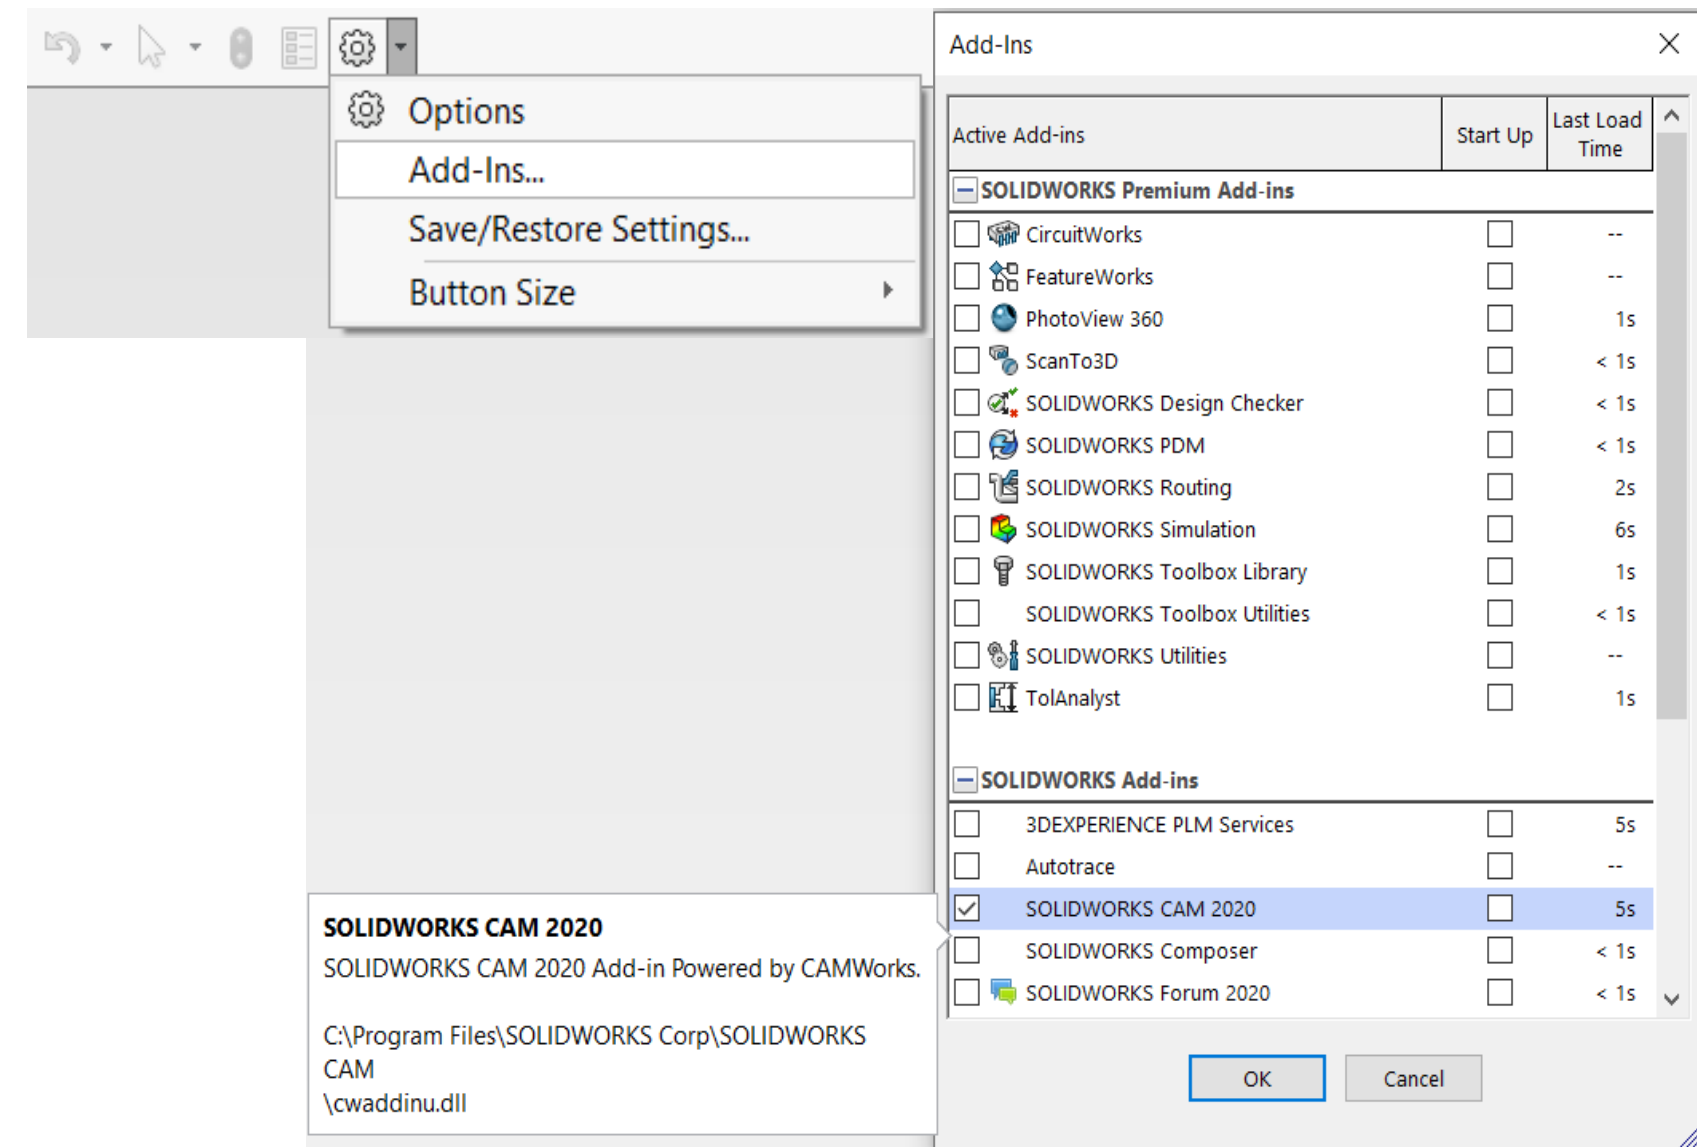 Options
Add-Ins...
Save/Restore Settings...
Button Size
Add-Ins
Active Add-ins Start Up Last Load Time
SOLIDWORKS Premium Add-ins
CircuitWorks --
FeatureWorks --
PhotoView 360 1s
ScanTo3D < 1s
SOLIDWORKS Design Checker < 1s
SOLIDWORKS PDM < 1s
SOLIDWORKS Routing 2s
SOLIDWORKS Simulation 6s
SOLIDWORKS Toolbox Library 1s
SOLIDWORKS Toolbox Utilities < 1s
SOLIDWORKS Utilities --
TolAnalyst 1s
SOLIDWORKS Add-ins
3DEXPERIENCE PLM Services 5s
Autotrace --
SOLIDWORKS CAM 2020 5s
SOLIDWORKS Composer < 1s
SOLIDWORKS Forum 2020 < 1s
OK Cancel
SOLIDWORKS CAM 2020
SOLIDWORKS CAM 2020 Add-in Powered by CAMWorks.
C:\Program Files\SOLIDWORKS Corp\SOLIDWORKS
CAM
\cwaddinu.dll